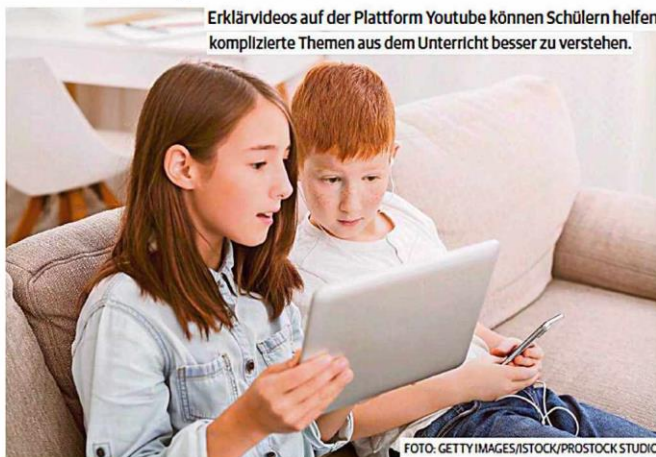 Erklärvideos auf der Plattform Youtube können Schülern helfen
komplizierte Themen aus dem Unterricht besser zu verstehen.
FOTO: GETTY IMAGES/ISTOCK/PROSTOCK STUDIO